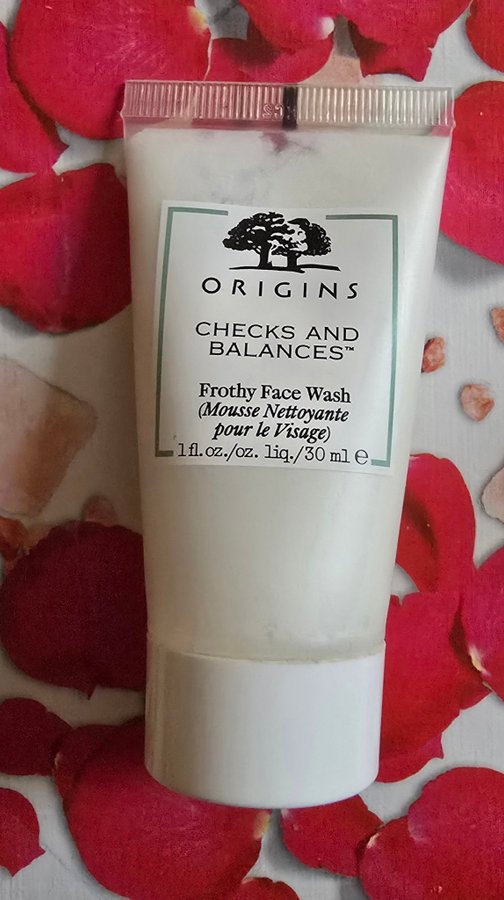 ORIGINS
CHECKS AND
BALANCES™
Frothy Face Wash
(Mousse Nettoyante
pour le Visage)
1 fl.oz./oz. liq./30 ml ℮